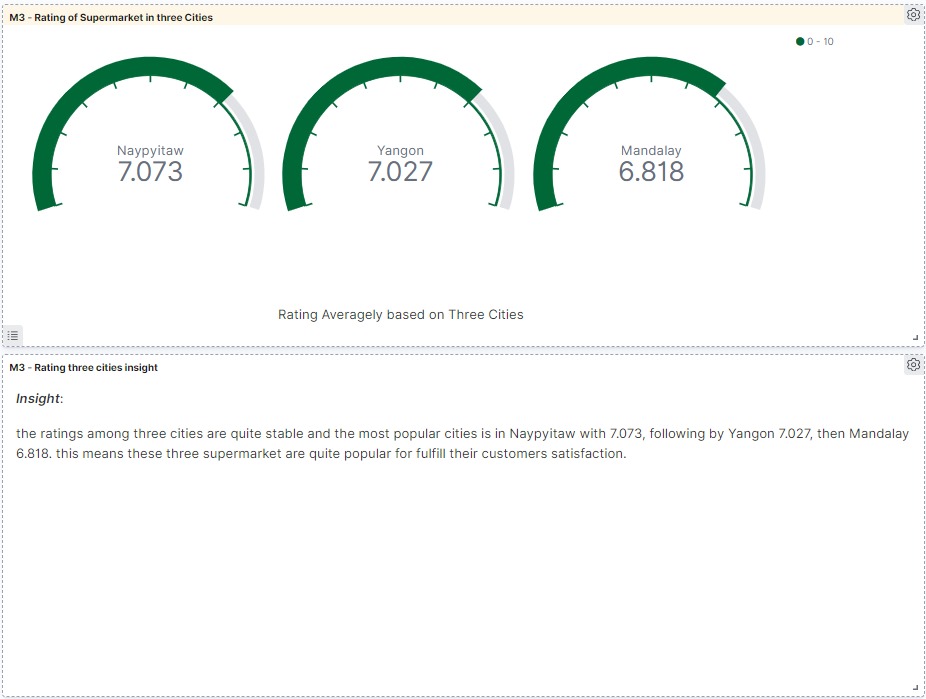 M3 - Rating of Supermarket in three Cities
0 - 10
Naypyitaw
7.073
Yangon
7.027
Mandalay
6.818
Rating Averagely based on Three Cities
M3 - Rating three cities insight
Insight:
the ratings among three cities are quite stable and the most popular cities is in Naypyitaw with 7.073, following by Yangon 7.027, then Mandalay
6.818. this means these three supermarket are quite popular for fulfill their customers satisfaction.